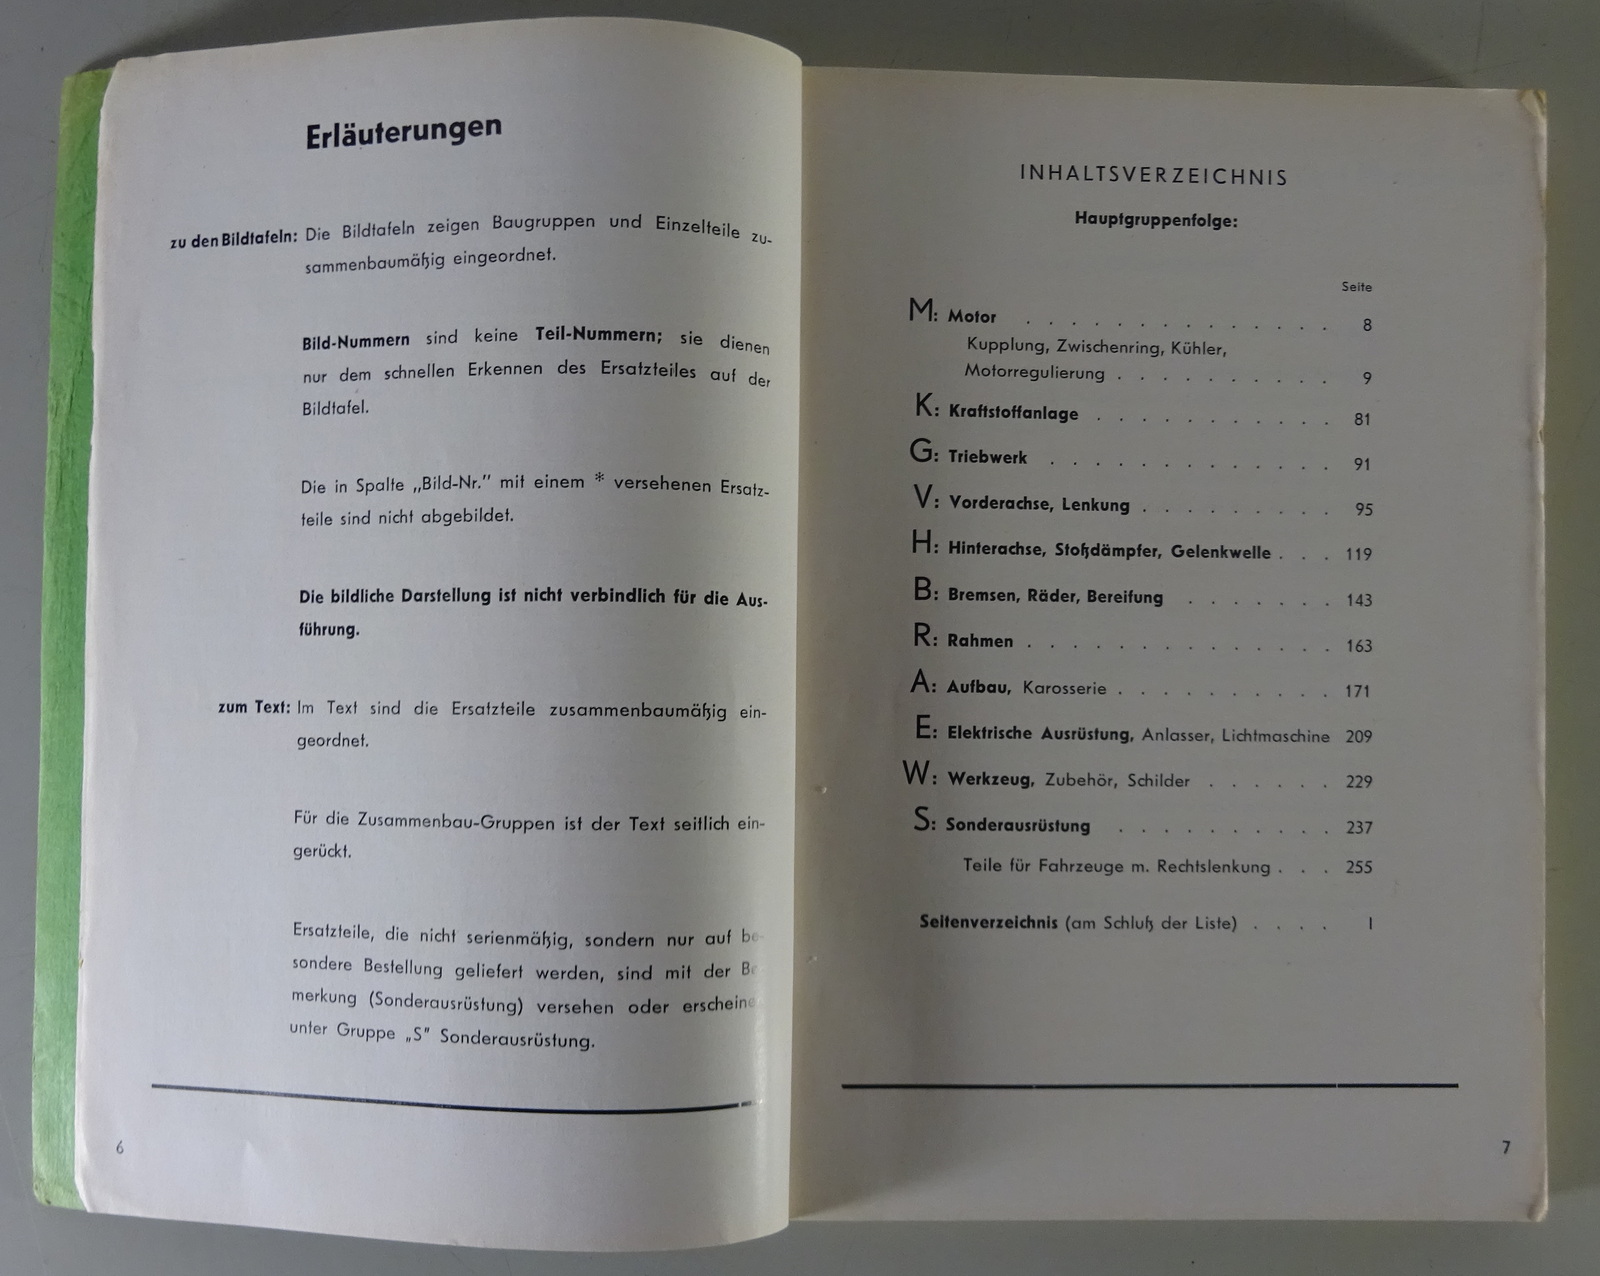 Erläuterungen
zu den Bildtafeln: Die Bildtafeln zeigen Baugruppen und Einzelteile zu-
sammenbaumäßig eingeordnet.
Bild-Nummern sind keine Teil-Nummern; sie dienen
nur dem schnellen Erkennen des Ersatzteiles auf der
Bildtafel.
Die in Spalte „Bild-Nr." mit einem * versehenen Ersatz-
teile sind nicht abgebildet.
Die bildliche Darstellung ist nicht verbindlich für die Aus-
führung.
zum Text: Im Text sind die Ersatzteile zusammenbaumäßig ein-
geordnet.
Für die Zusammenbau-Gruppen ist der Text seitlich ein-
gerückt.
Ersatzteile, die nicht serienmäßig, sondern nur auf be-
sondere Bestellung geliefert werden, sind mit der Be
merkung (Sonderausrüstung) versehen oder erscheine
unter Gruppe „S" Sonderausrüstung.
6
INHALTSVERZEICHNIS
Hauptgruppenfolge:
Seite
M: Motor . . . . . . . . . . . . . . 8
Kupplung, Zwischenring, Kühler,
Motorregulierung . . . . . . . . . . 9
K: Kraftstoffanlage . . . . . . . . . . . 81
G: Triebwerk . . . . . . . . . . . . . 91
V: Vorderachse, Lenkung . . . . . . . . . 95
H: Hinterachse, Stoßdämpfer, Gelenkwelle . . . 119
B: Bremsen, Räder, Bereifung . . . . . . . 143
R: Rahmen . . . . . . . . . . . . . . 163
A: Aufbau, Karosserie . . . . . . . . . . 171
E: Elektrische Ausrüstung, Anlasser, Lichtmaschine 209
W: Werkzeug, Zubehör, Schilder . . . . . . 229
S: Sonderausrüstung . . . . . . . . . . 237
Teile für Fahrzeuge m. Rechtslenkung . . . 255
Seitenverzeichnis (am Schluß der Liste) . . . . I
7